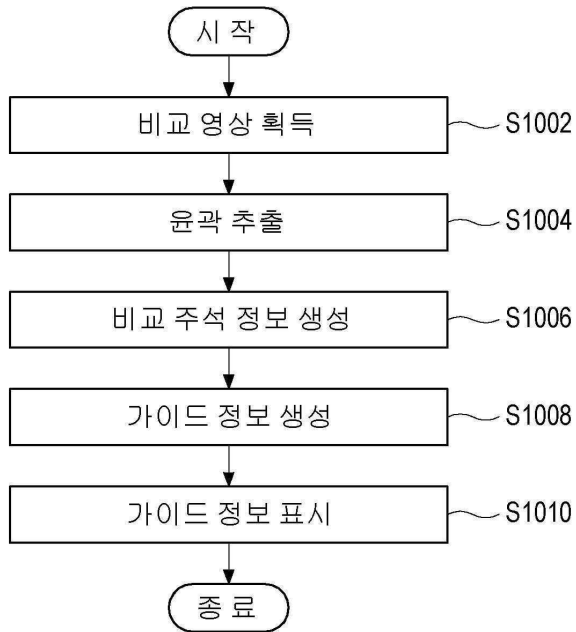 시 작
비교 영상 획득
S1002
윤곽 추출
S1004
비교 주석 정보 생성
S1006
가이드 정보 생성
S1008
가이드 정보 표시
S1010
종 료